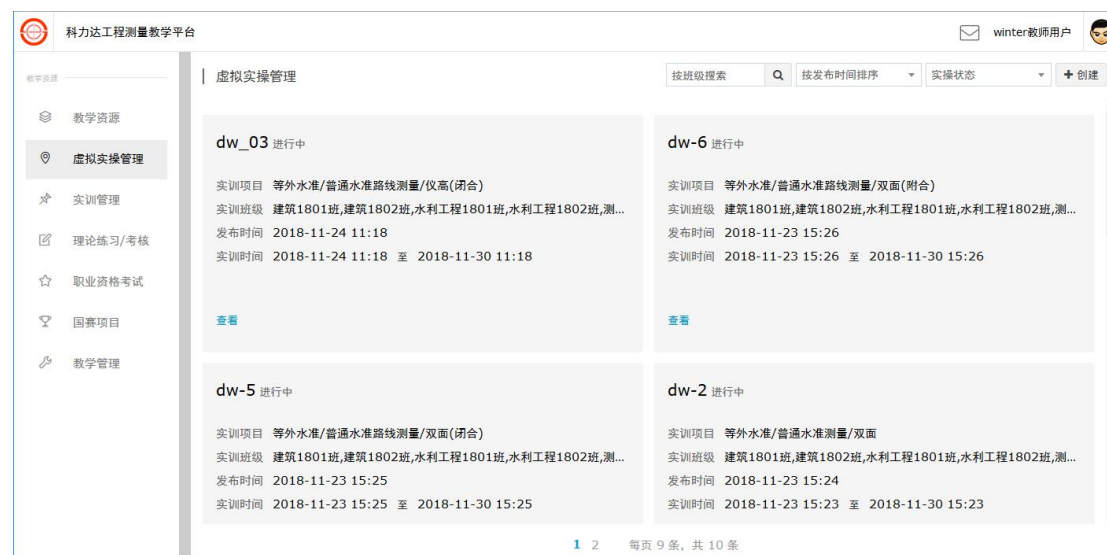 科力达工程测量教学平台
winter教师用户
教学资源
教学资源
虚拟实操管理
实训管理
理论练习/考核
职业资格考试
国赛项目
教学管理
虚拟实操管理
按班级搜索
按发布时间排序
实操状态
创建
dw_03 进行中
实训项目 等外水准/普通水准路线测量/仪高(闭合)
实训班级 建筑1801班,建筑1802班,水利工程1801班,水利工程1802班,测...
发布时间 2018-11-24 11:18
实训时间 2018-11-24 11:18 至 2018-11-30 11:18
查看
dw-6 进行中
实训项目 等外水准/普通水准路线测量/双面(附合)
实训班级 建筑1801班,建筑1802班,水利工程1801班,水利工程1802班,测...
发布时间 2018-11-23 15:26
实训时间 2018-11-23 15:26 至 2018-11-30 15:26
查看
dw-5 进行中
实训项目 等外水准/普通水准路线测量/双面(闭合)
实训班级 建筑1801班,建筑1802班,水利工程1801班,水利工程1802班,测...
发布时间 2018-11-23 15:25
实训时间 2018-11-23 15:25 至 2018-11-30 15:25
dw-2 进行中
实训项目 等外水准/普通水准测量/双面
实训班级 建筑1801班,建筑1802班,水利工程1801班,水利工程1802班,测...
发布时间 2018-11-23 15:24
实训时间 2018-11-23 15:23 至 2018-11-30 15:23
1 2 每页 9 条, 共 10 条